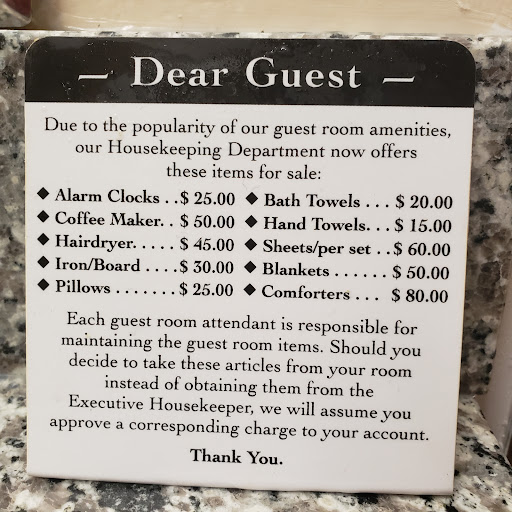 — Dear Guest —
Due to the popularity of our guest room amenities,
our Housekeeping Department now offers
these items for sale:
◆ Alarm Clocks . . $ 25.00 ◆ Bath Towels . . . $ 20.00
◆ Coffee Maker. . $ 50.00 ◆ Hand Towels. . . $ 15.00
◆ Hairdryer. . . . . $ 45.00 ◆ Sheets/per set . . $ 60.00
◆ Iron/Board . . . . $ 30.00 ◆ Blankets . . . . . . $ 50.00
◆ Pillows . . . . . . . $ 25.00 ◆ Comforters . . . $ 80.00
Each guest room attendant is responsible for
maintaining the guest room items. Should you
decide to take these articles from your room
instead of obtaining them from the
Executive Housekeeper, we will assume you
approve a corresponding charge to your account.
Thank You.